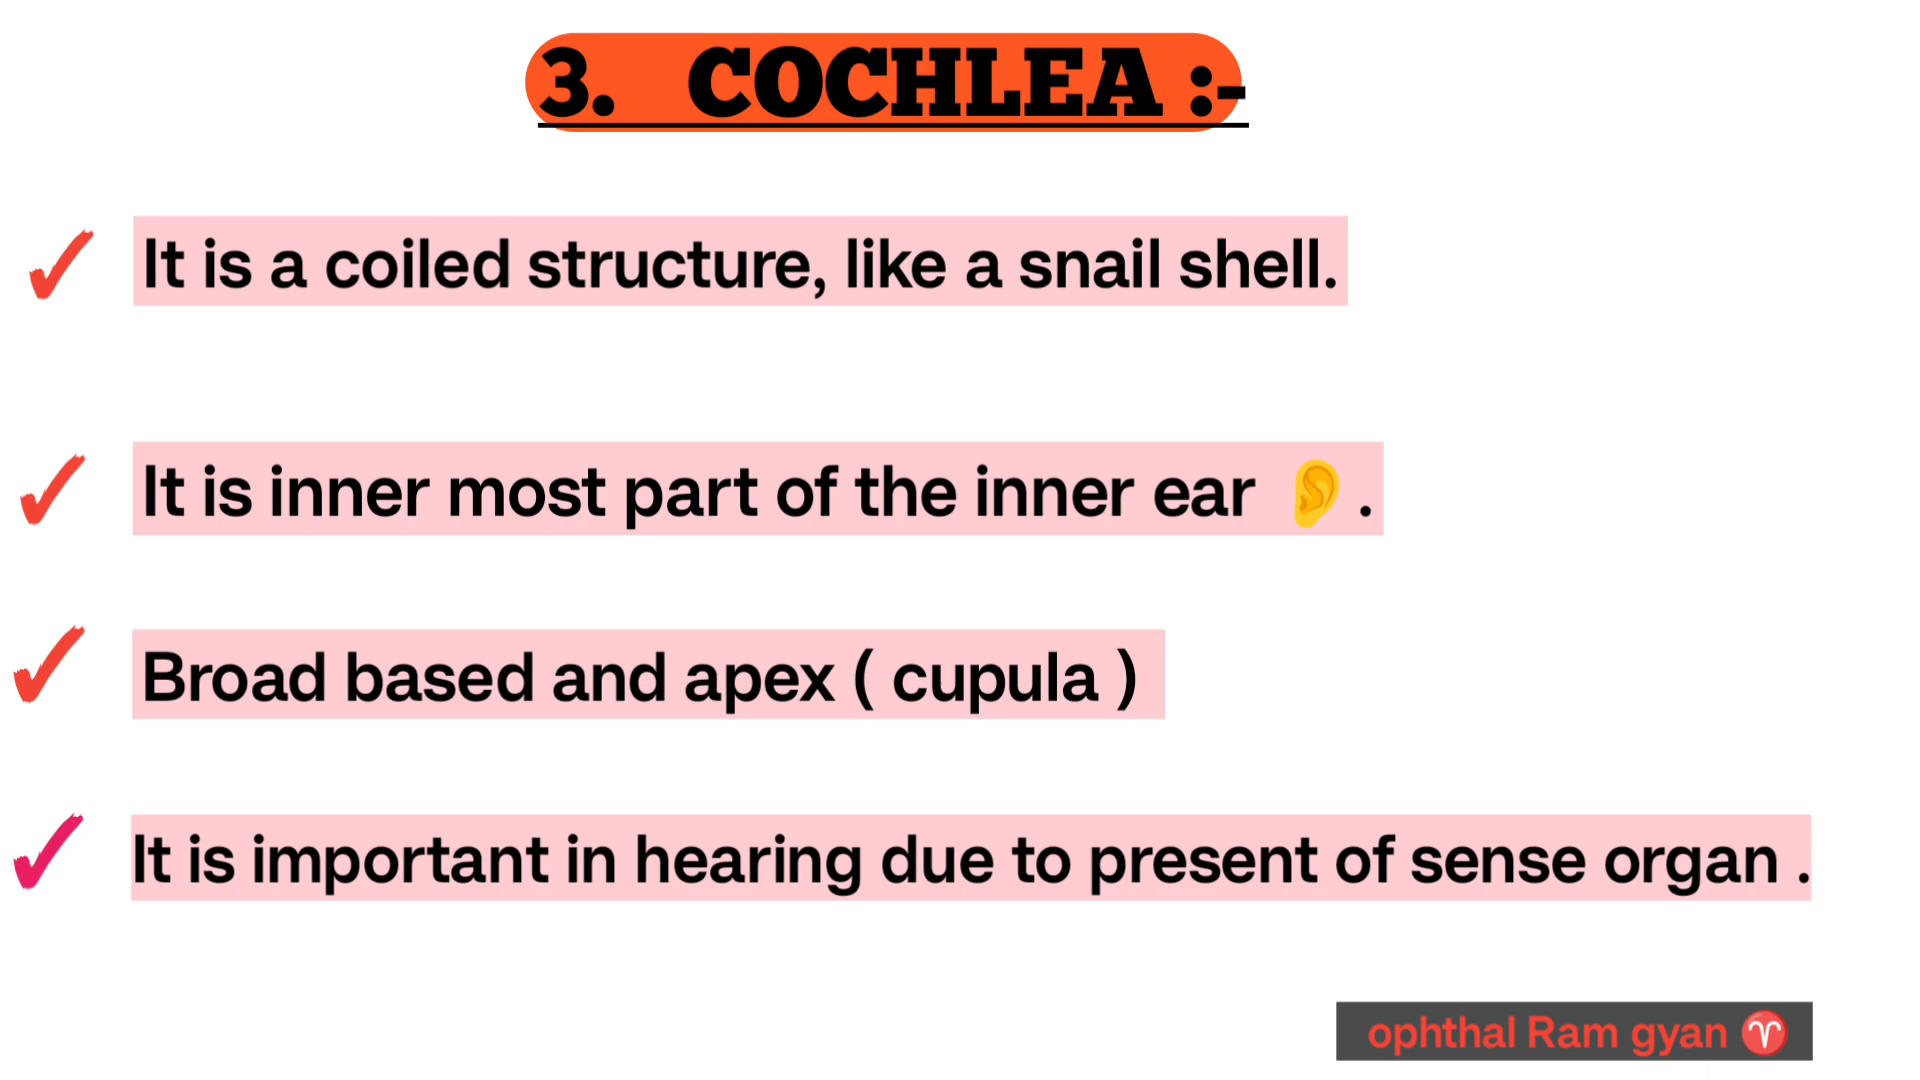 3. COCHLEA :-
It is a coiled structure, like a snail shell.
It is inner most part of the inner ear 👂.
Broad based and apex ( cupula )
It is important in hearing due to present of sense organ .
ophthal Ram gyan ♈